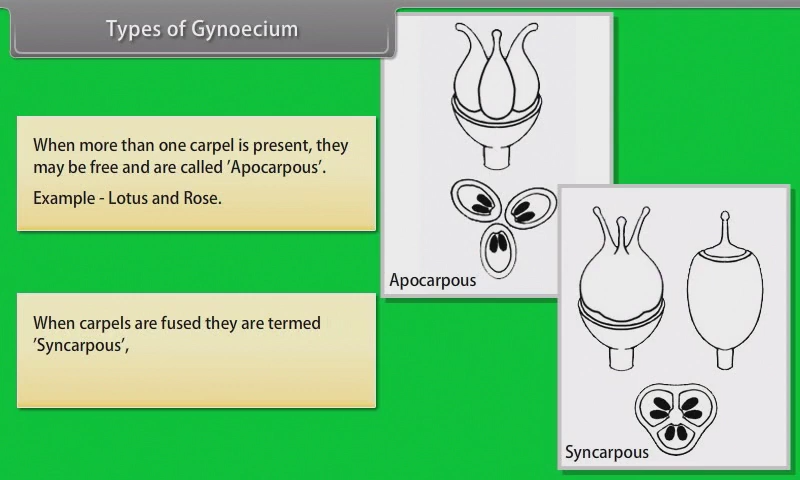 Types of Gynoecium
When more than one carpel is present, they
may be free and are called 'Apocarpous'.
Example - Lotus and Rose.
Apocarpous
When carpels are fused they are termed
'Syncarpous',
Syncarpous